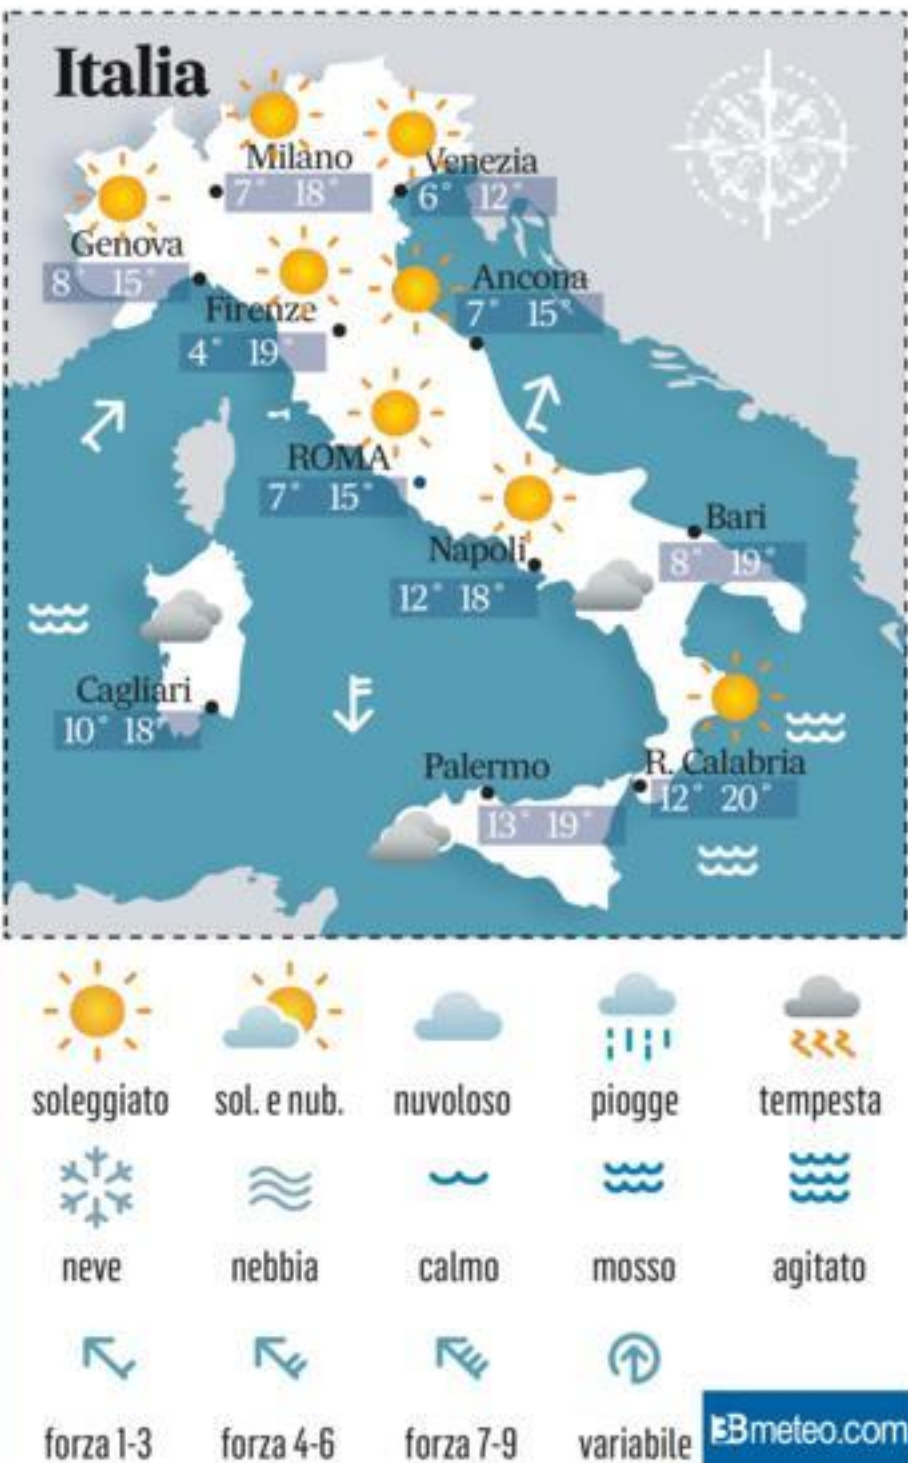 Italia
Milano
7° 18°
Venezia
6° 12°
Genova
8° 15°
Firenze
4° 19°
Ancona
7° 15°
ROMA
7° 15°
Napoli
12° 18°
Bari
8° 19°
Cagliari
10° 18°
Palermo
13° 19°
R. Calabria
12° 20°
soleggiato sol. e nub. nuvoloso piogge tempesta
neve nebbia calmo mosso agitato
forza 1-3 forza 4-6 forza 7-9 variabile
3Bmeteo.com